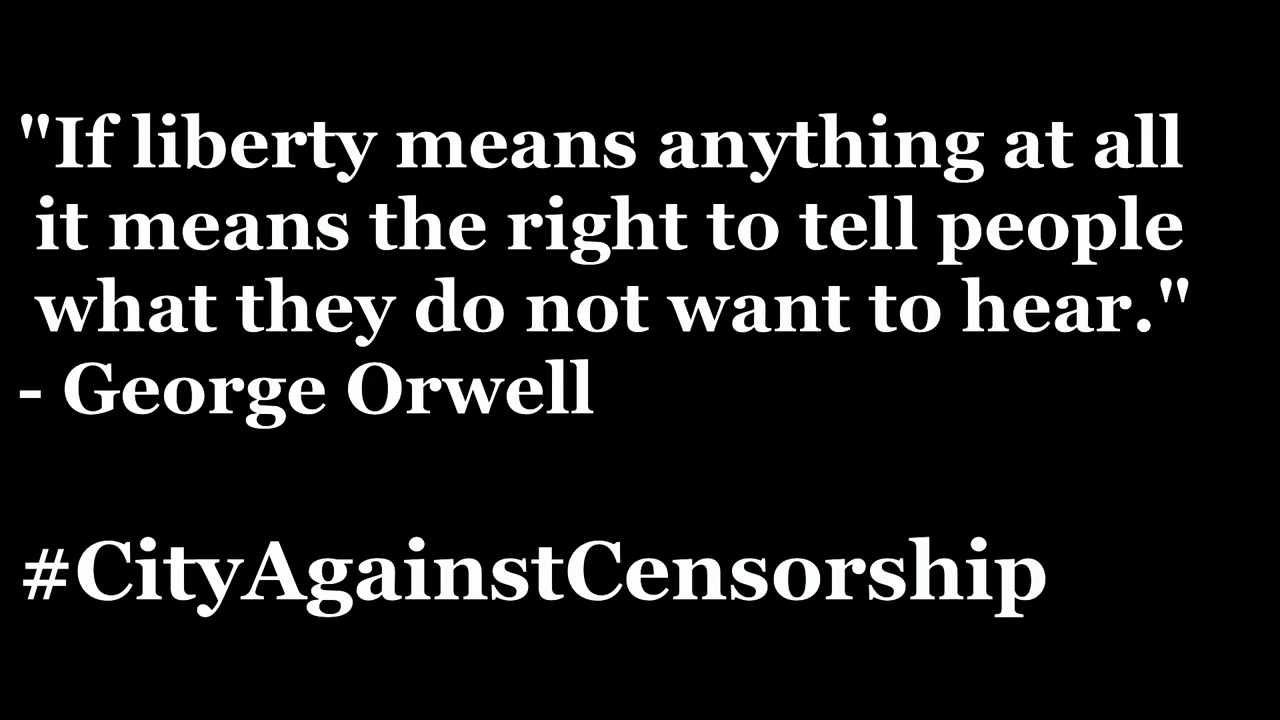 "If liberty means anything at all
it means the right to tell people
what they do not want to hear."
- George Orwell
#CityAgainstCensorship